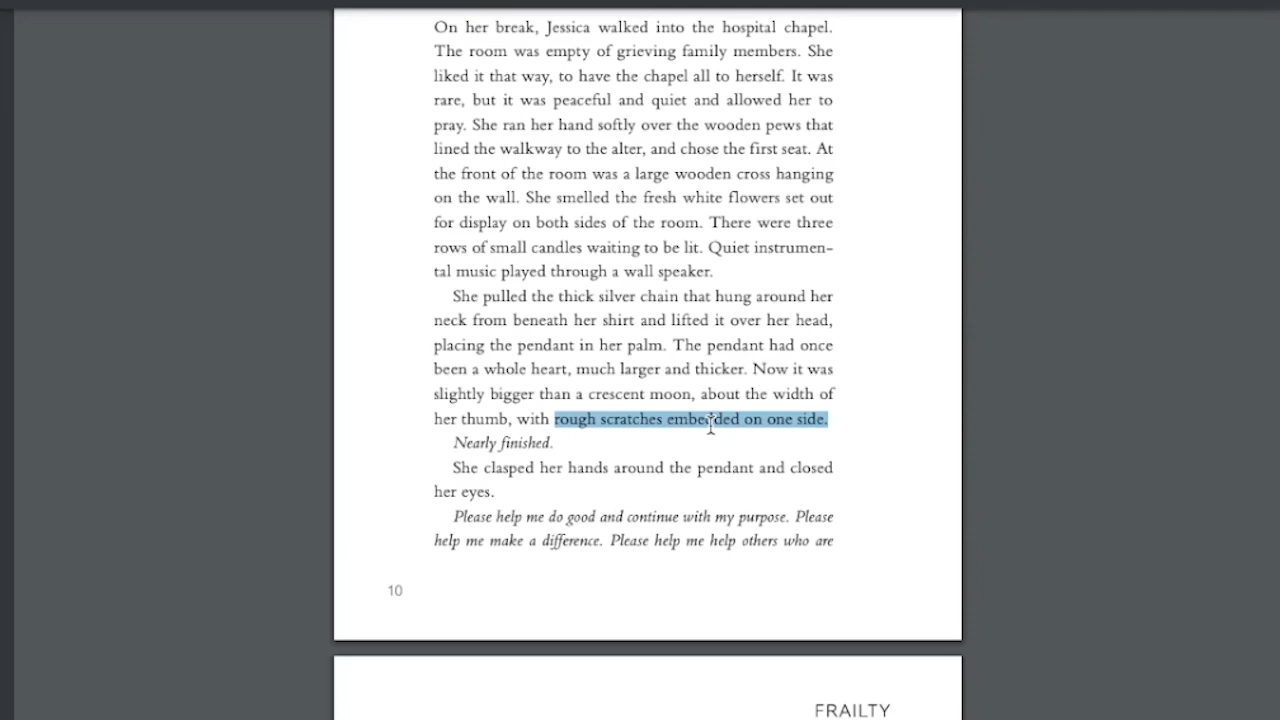 On her break, Jessica walked into the hospital chapel.
The room was empty of grieving family members. She
liked it that way, to have the chapel all to herself. It was
rare, but it was peaceful and quiet and allowed her to
pray. She ran her hand softly over the wooden pews that
lined the walkway to the alter, and chose the first seat. At
the front of the room was a large wooden cross hanging
on the wall. She smelled the fresh white flowers set out
for display on both sides of the room. There were three
rows of small candles waiting to be lit. Quiet instrumen-
tal music played through a wall speaker.
She pulled the thick silver chain that hung around her
neck from beneath her shirt and lifted it over her head,
placing the pendant in her palm. The pendant had once
been a whole heart, much larger and thicker. Now it was
slightly bigger than a crescent moon, about the width of
her thumb, with rough scratches embedded on one side.
Nearly finished.
She clasped her hands around the pendant and closed
her eyes.
Please help me do good and continue with my purpose. Please
help me make a difference. Please help me help others who are
10
FRAILTY